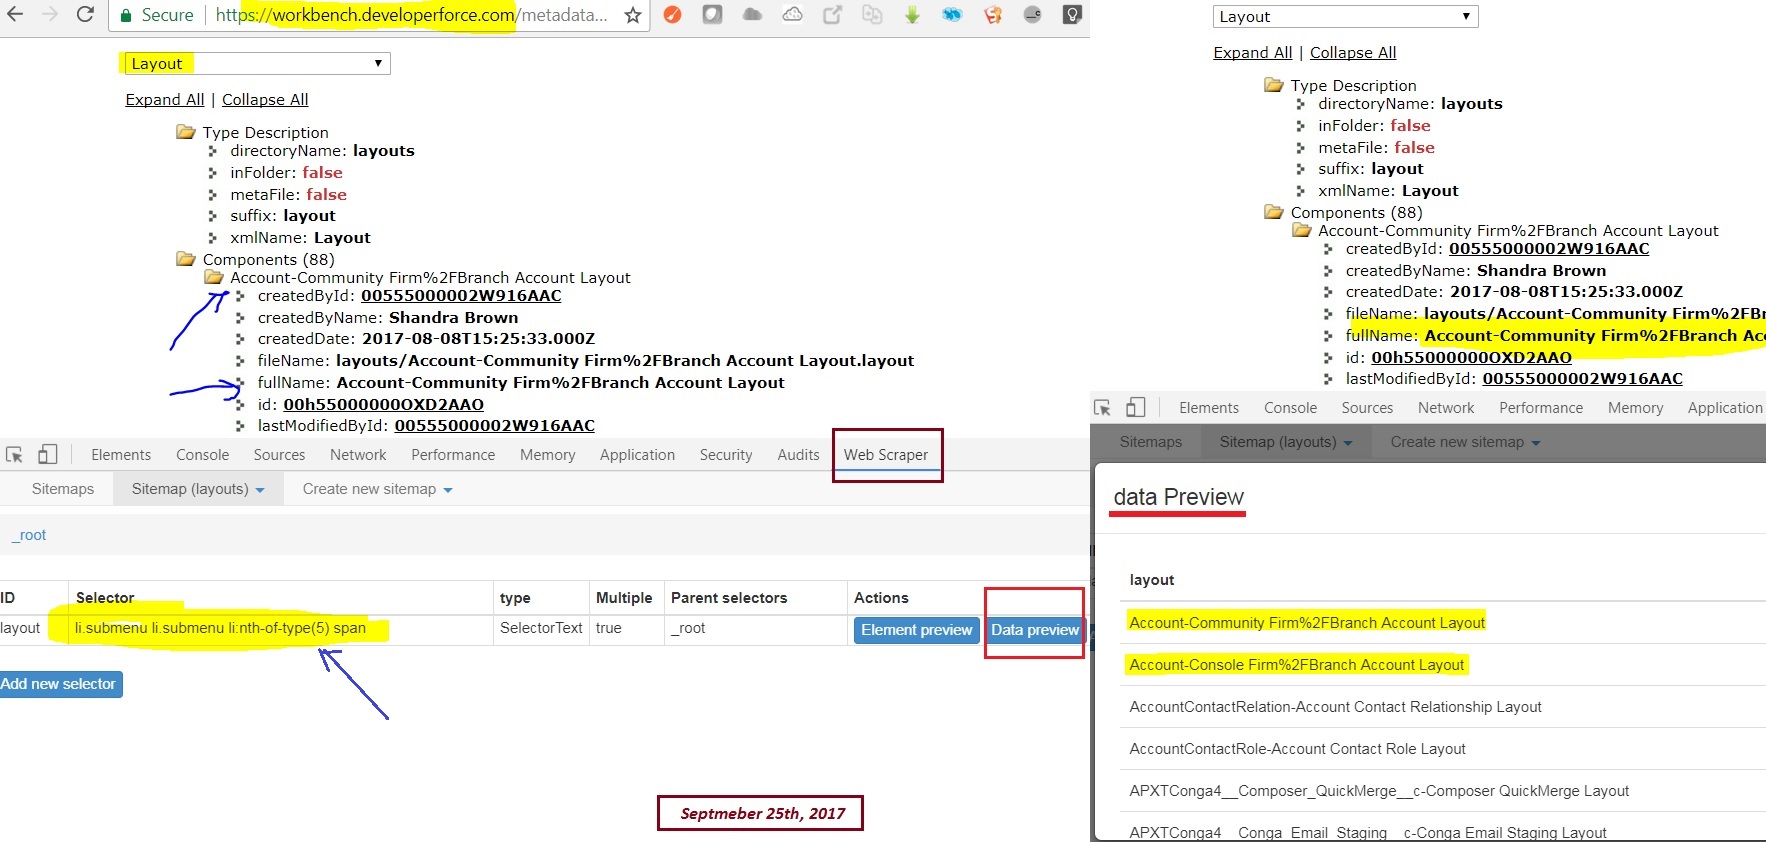 Secure
https://workbench.developerforce.com/metadata...
Layout
Expand All | Collapse All
Type Description
directoryName: layouts
inFolder: false
metaFile: false
suffix: layout
xmlName: Layout
Components (88)
Account-Community Firm%2FBranch Account Layout
createdById: 00555000002W916AAC
createdByName: Shandra Brown
createdDate: 2017-08-08T15:25:33.000Z
fileName: layouts/Account-Community Firm%2FBranch Account Layout.layout
fullName: Account-Community Firm%2FBranch Account Layout
id: 00h55000000OXD2AAO
lastModifiedById: 00555000002W916AAC
Elements Console Sources Network Performance Memory Application Security Audits Web Scraper
Sitemaps Sitemap (layouts) Create new sitemap
_root
ID Selector type Multiple Parent selectors Actions
layout li.submenu li.submenu li:nth-of-type(5) span SelectorText true _root Element preview Data preview
Add new selector
Septmeber 25th, 2017
Layout
Expand All | Collapse All
Type Description
directoryName: layouts
inFolder: false
metaFile: false
suffix: layout
xmlName: Layout
Components (88)
Account-Community Firm%2FBranch Account Layout
createdById: 00555000002W916AAC
createdByName: Shandra Brown
createdDate: 2017-08-08T15:25:33.000Z
fileName: layouts/Account-Community Firm%2FB
fullName: Account-Community Firm%2FBranch Acc
id: 00h55000000OXD2AAO
lastModifiedById: 00555000002W916AAC
Elements Console Sources Network Performance Memory Application
Sitemaps Sitemap (layouts) Create new sitemap
data Preview
layout
Account-Community Firm%2FBranch Account Layout
Account-Console Firm%2FBranch Account Layout
AccountContactRelation-Account Contact Relationship Layout
AccountContactRole-Account Contact Role Layout
APXTConga4__Composer_QuickMerge__c-Composer QuickMerge Layout
APXTConga4__Conga_Email_Staging__c-Conga Email Staging Layout